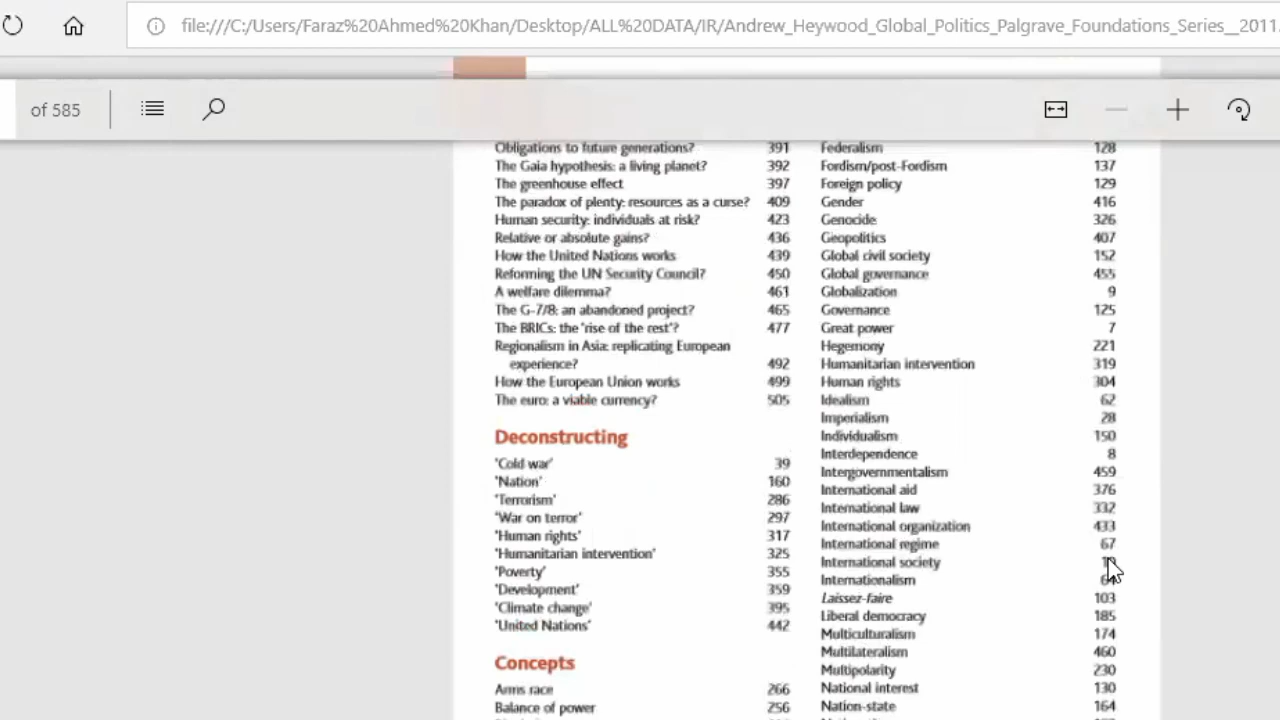 file:///C:/Users/Faraz%20Ahmed%20Khan/Desktop/ALL%20DATA/IR/Andrew_Heywood_Global_Politics_Palgrave_Foundations_Series__2011
of 585
Obligations to future generations? 391
The Gaia hypothesis: a living planet? 392
The greenhouse effect 397
The paradox of plenty: resources as a curse? 409
Human security: individuals at risk? 423
Relative or absolute gains? 436
How the United Nations works 439
Reforming the UN Security Council? 450
A welfare dilemma? 461
The G-7/8: an abandoned project? 465
The BRICs: the 'rise of the rest'? 477
Regionalism in Asia: replicating European
experience? 492
How the European Union works 499
The euro: a viable currency? 505
Deconstructing
'Cold war' 39
'Nation' 160
'Terrorism' 286
'War on terror' 297
'Human rights' 317
'Humanitarian intervention' 325
'Poverty' 355
'Development' 359
'Climate change' 395
'United Nations' 442
Concepts
Arms race 266
Balance of power 256
Federalism 128
Fordism/post-Fordism 137
Foreign policy 129
Gender 416
Genocide 326
Geopolitics 407
Global civil society 152
Global governance 455
Globalization 9
Governance 125
Great power 7
Hegemony 221
Humanitarian intervention 319
Human rights 304
Idealism 62
Imperialism 28
Individualism 150
Interdependence 8
Intergovernmentalism 459
International aid 376
International law 332
International organization 433
International regime 67
International society
Internationalism
Laissez-faire 103
Liberal democracy 185
Multiculturalism 174
Multilateralism 460
Multipolarity 230
National interest 130
Nation-state 164